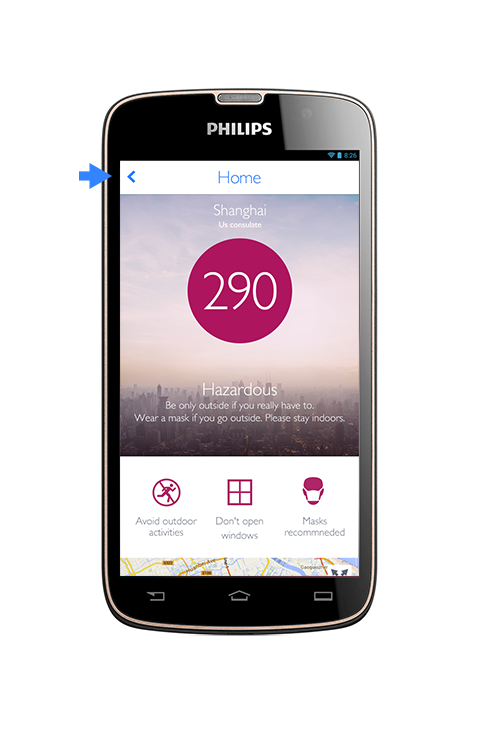 PHILIPS
8:26
Home
Shanghai
Us consulate
290
Hazardous
Be only outside if you really have to.
Wear a mask if you go outside. Please stay indoors.
Avoid outdoor activities
Don't open windows
Masks recommneded